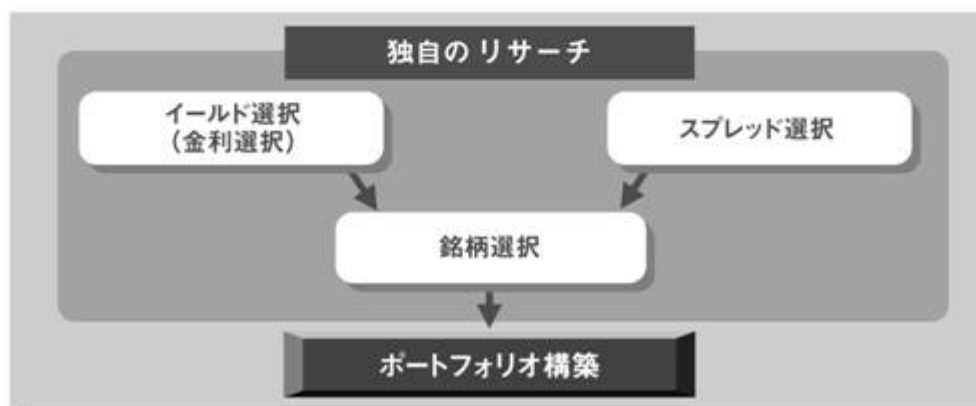 独自のリサーチ
イールド選択
（金利選択）
スプレッド選択
銘柄選択
ポートフォリオ構築